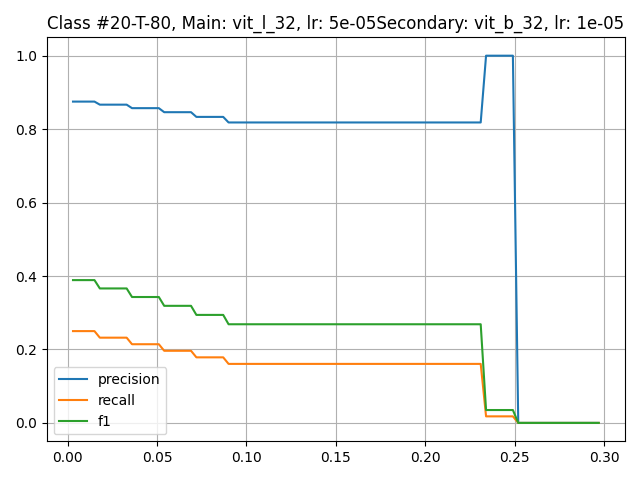 Class #20-T-80, Main: vit_l_32, lr: 5e-05Secondary: vit_b_32, lr: 1e-05
1.0
0.8
0.6
0.4
0.2
0.0
precision
recall
f1
0.00 0.05 0.10 0.15 0.20 0.25 0.30